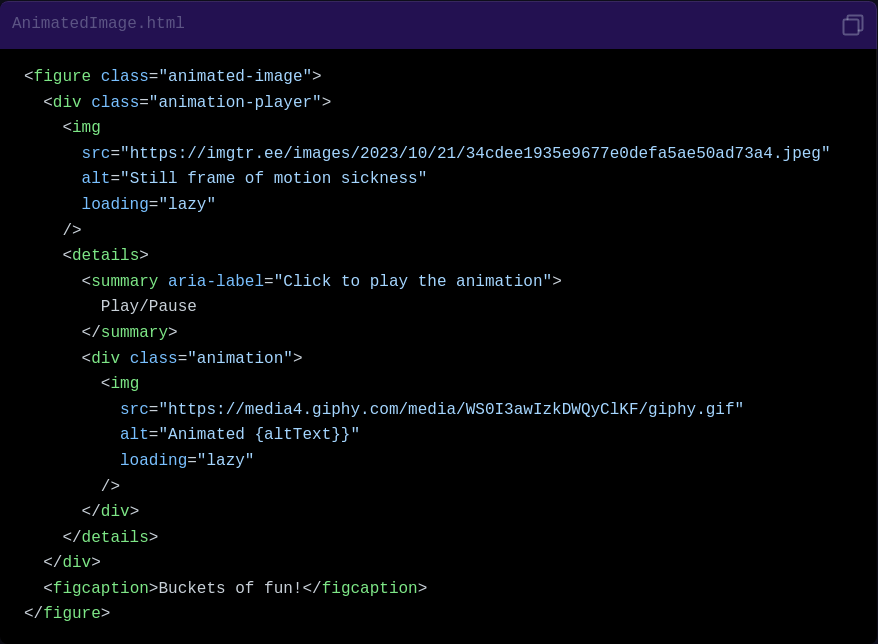 AnimatedImage.html
<figure class="animated-image">
  <div class="animation-player">
    <img
      src="https://imgtr.ee/images/2023/10/21/34cdee1935e9677e0defa5ae50ad73a4.jpeg"
      alt="Still frame of motion sickness"
      loading="lazy"
    />
    <details>
      <summary aria-label="Click to play the animation">
        Play/Pause
      </summary>
      <div class="animation">
        <img
          src="https://media4.giphy.com/media/WS0I3awIzkDWQyClKF/giphy.gif"
          alt="Animated {altText}}"
          loading="lazy"
        />
      </div>
    </details>
  </div>
  <figcaption>Buckets of fun!</figcaption>
</figure>